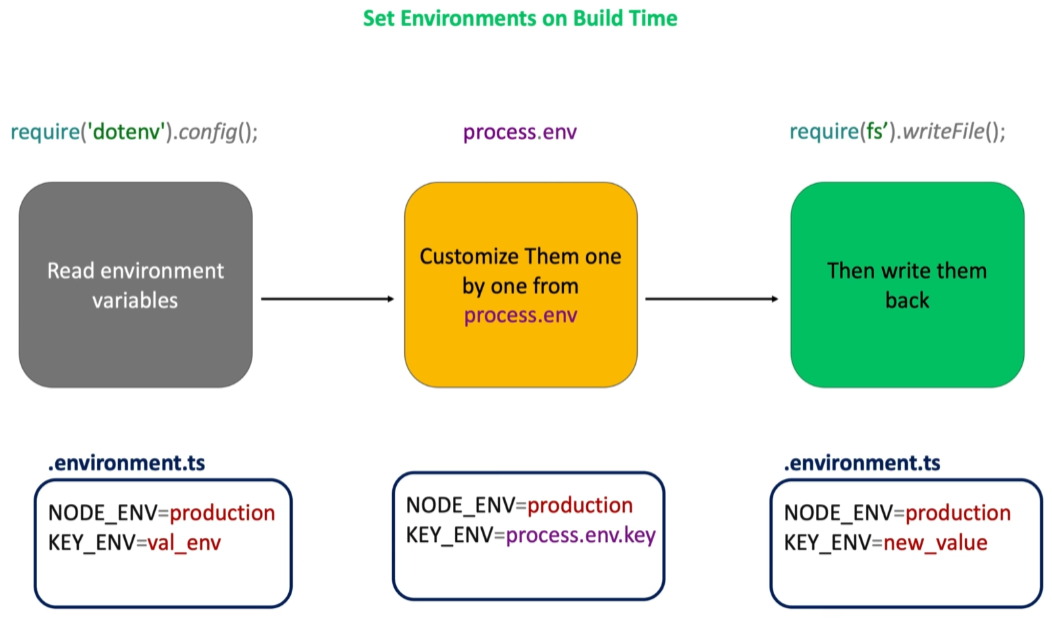 Set Environments on Build Time
require('dotenv').config();
process.env
require(fs’).writeFile();
Read environment
variables
Customize Them one
by one from
process.env
Then write them
back
.environment.ts
NODE_ENV=production
KEY_ENV=val_env
NODE_ENV=production
KEY_ENV=process.env.key
.environment.ts
NODE_ENV=production
KEY_ENV=new_value